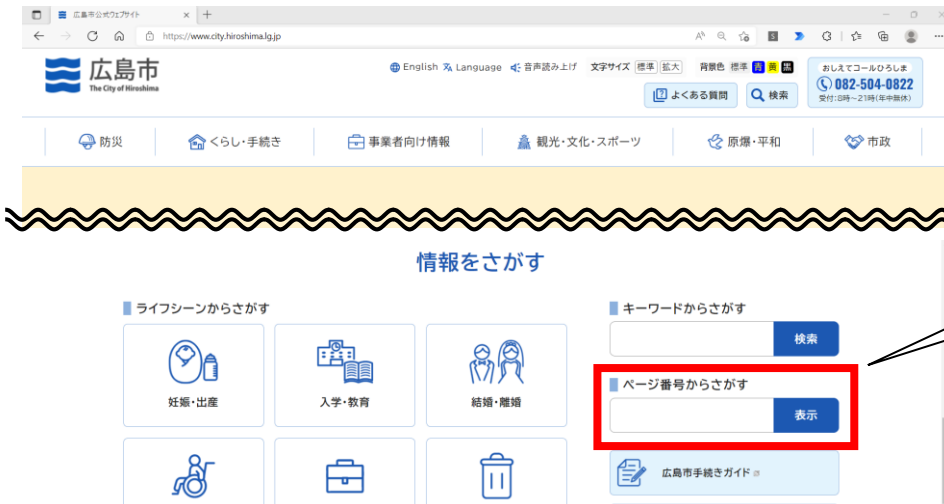 広島市公式ウェブサイト
https://www.city.hiroshima.lg.jp
広島市
The City of Hiroshima
English Language 音声読み上げ 文字サイズ 標準 拡大 背景色 標準 青 黄 黒
よくある質問 検索
おしえてコールひろしま
082-504-0822
受付:8時~21時(年中無休)
防災 くらし・手続き 事業者向け情報 観光・文化・スポーツ 原爆・平和 市政
情報をさがす
ライフシーンからさがす
妊娠・出産 入学・教育 結婚・離婚
キーワードからさがす
検索
ページ番号からさがす
表示
広島市手続きガイド